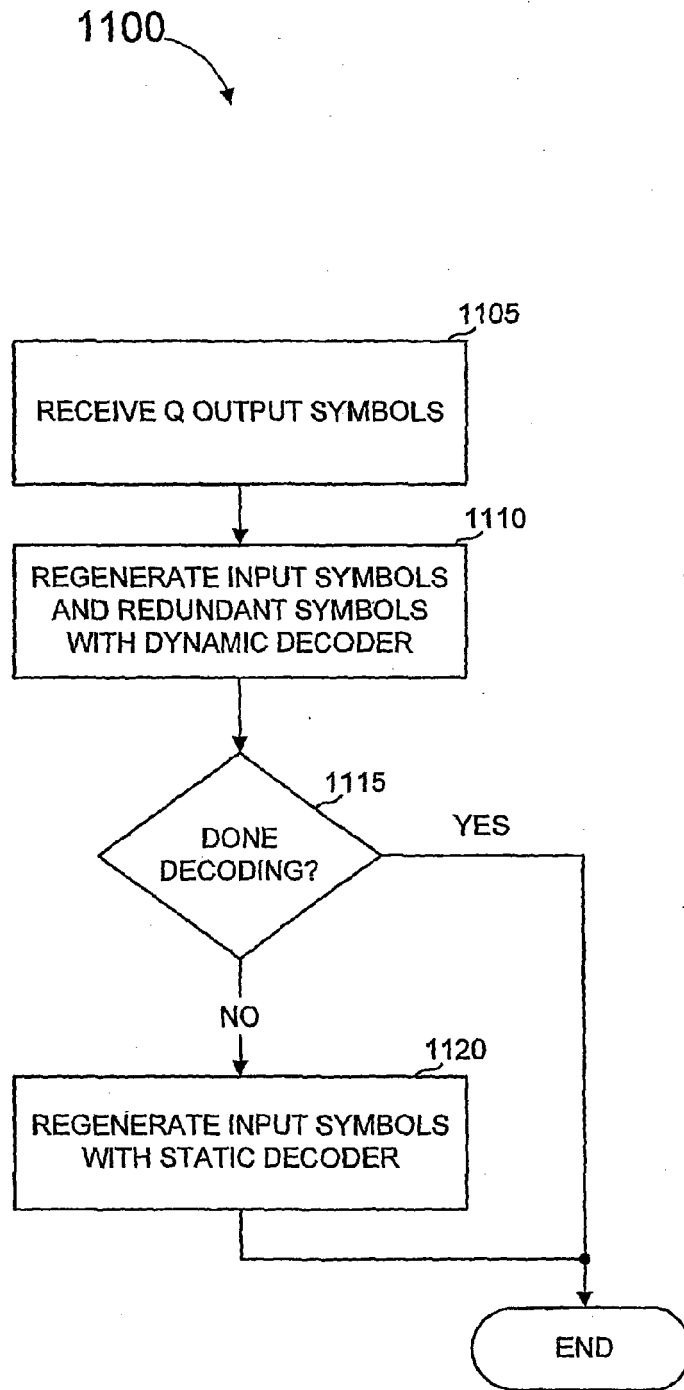 1100
1105
RECEIVE Q OUTPUT SYMBOLS
1110
REGENERATE INPUT SYMBOLS
AND REDUNDANT SYMBOLS
WITH DYNAMIC DECODER
1115
DONE
DECODING?
YES
NO
1120
REGENERATE INPUT SYMBOLS
WITH STATIC DECODER
END